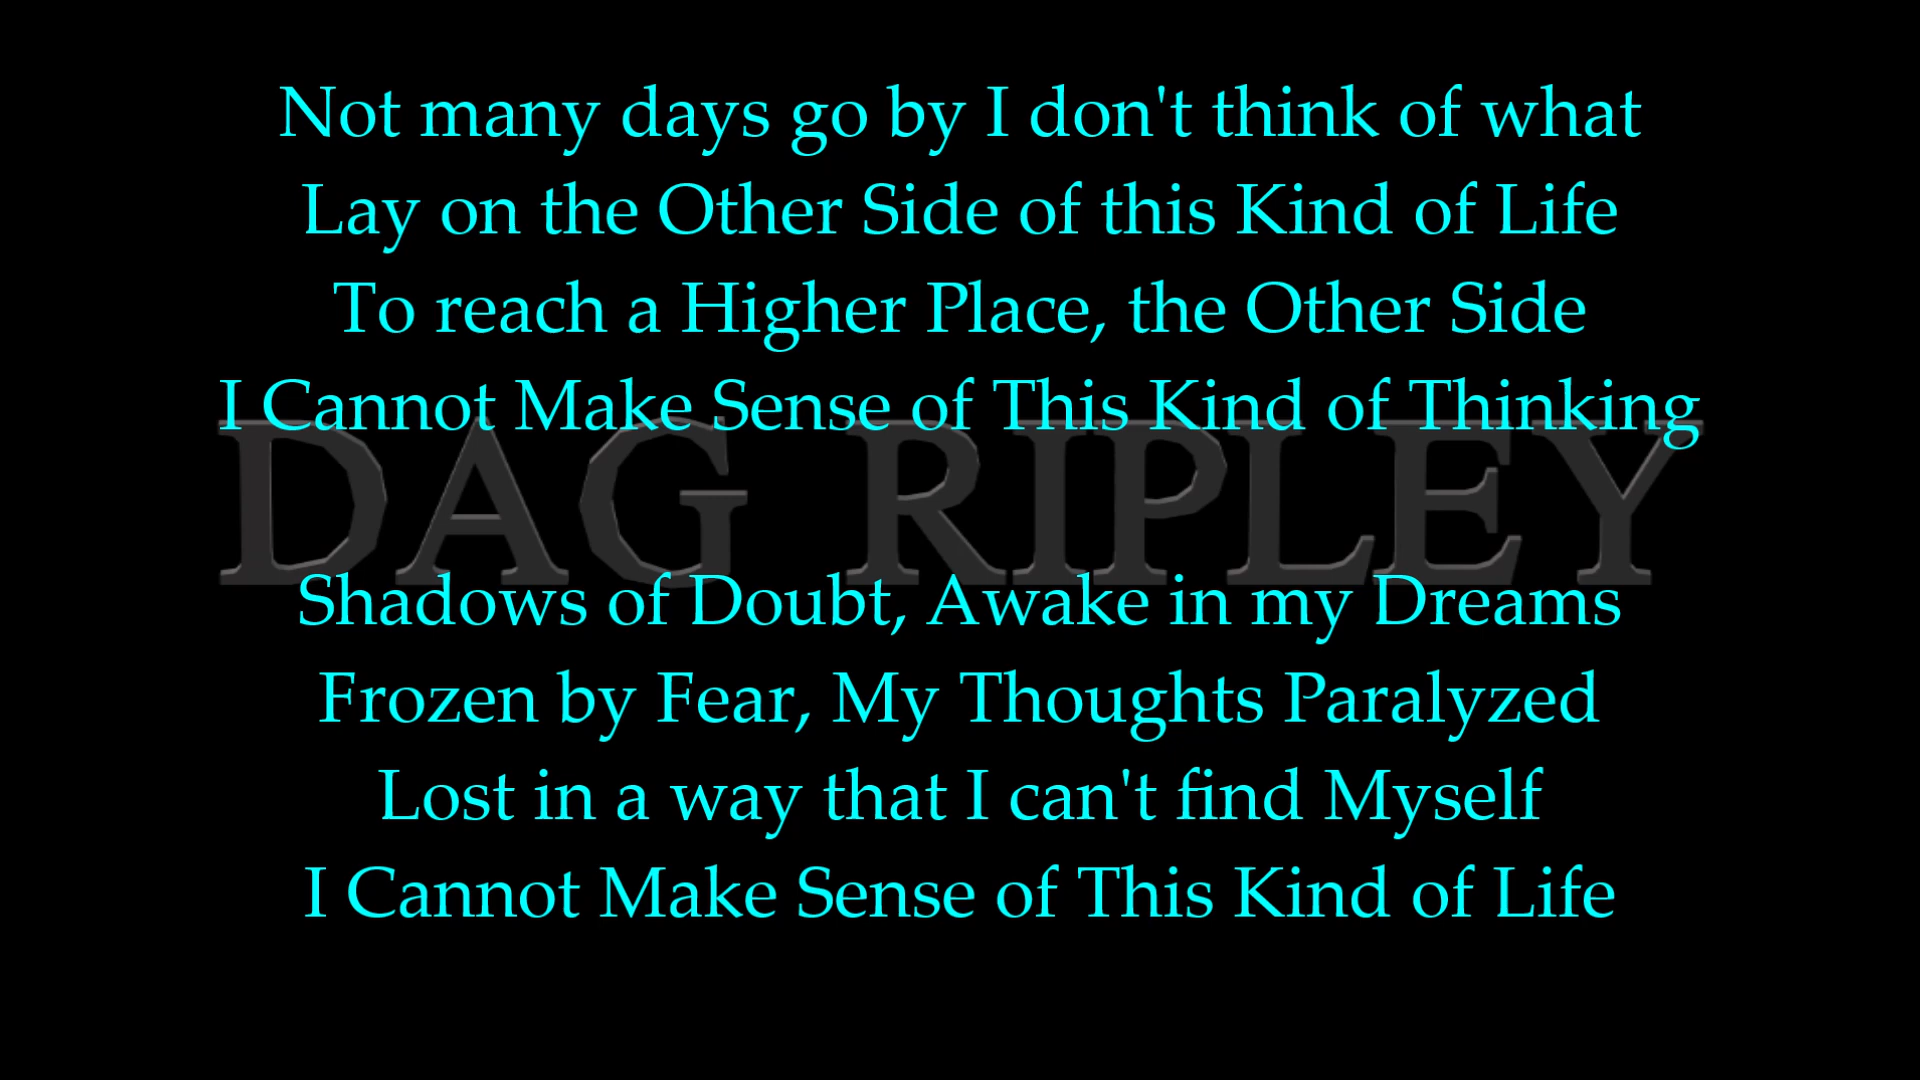 Not many days go by I don't think of what
Lay on the Other Side of this Kind of Life
To reach a Higher Place, the Other Side
I Cannot Make Sense of This Kind of Thinking
DAG RIPLEY
Shadows of Doubt, Awake in my Dreams
Frozen by Fear, My Thoughts Paralyzed
Lost in a way that I can't find Myself
I Cannot Make Sense of This Kind of Life